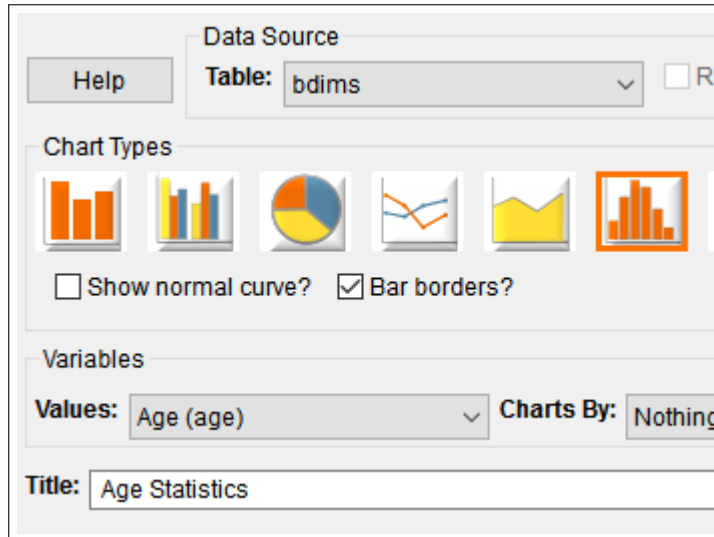 Data Source
Help
Table: bdims
R
Chart Types
Show normal curve? Bar borders?
Variables
Values: Age (age) Charts By: Nothing
Title: Age Statistics